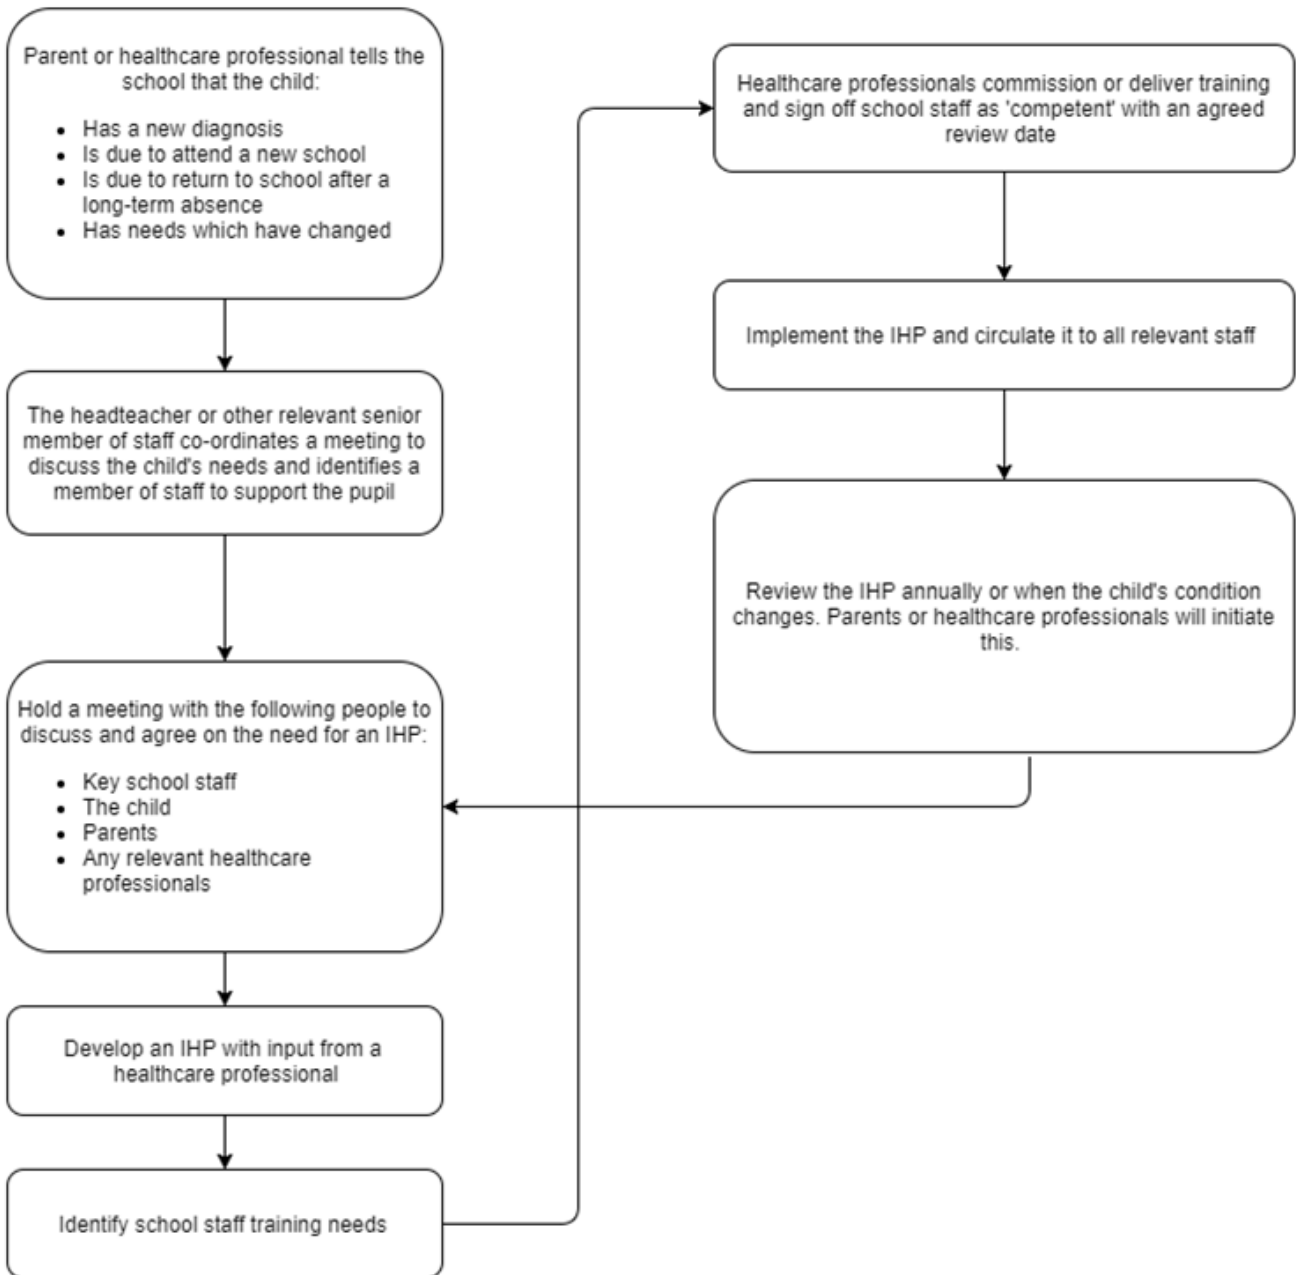 Parent or healthcare professional tells the
school that the child:
• Has a new diagnosis
• Is due to attend a new school
• Is due to return to school after a
long-term absence
• Has needs which have changed
The headteacher or other relevant senior
member of staff co-ordinates a meeting to
discuss the child's needs and identifies a
member of staff to support the pupil
Hold a meeting with the following people to
discuss and agree on the need for an IHP:
• Key school staff
• The child
• Parents
• Any relevant healthcare
professionals
Develop an IHP with input from a
healthcare professional
Identify school staff training needs
Healthcare professionals commission or deliver training
and sign off school staff as 'competent' with an agreed
review date
Implement the IHP and circulate it to all relevant staff
Review the IHP annually or when the child's condition
changes. Parents or healthcare professionals will initiate
this.